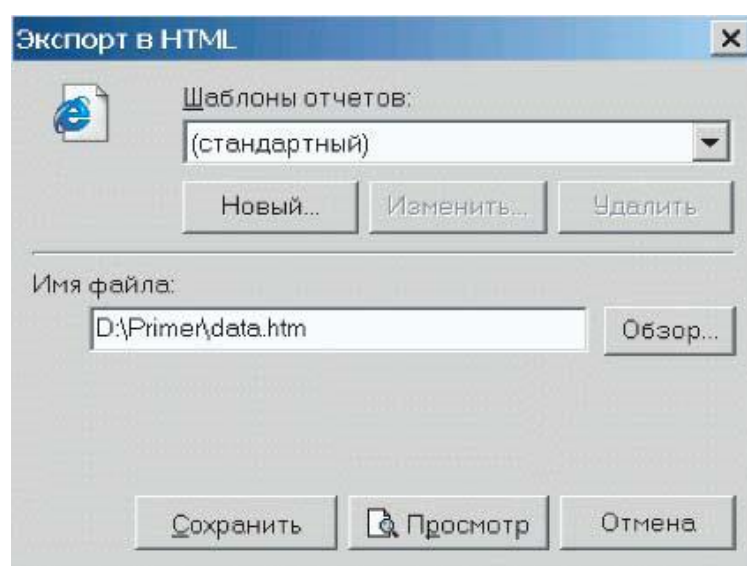 Экспорт в HTML
Шаблоны отчетов:
(стандартный)
Новый... Изменить... Удалить
Имя файла:
D:\Primer\data.htm Обзор...
Сохранить Просмотр Отмена